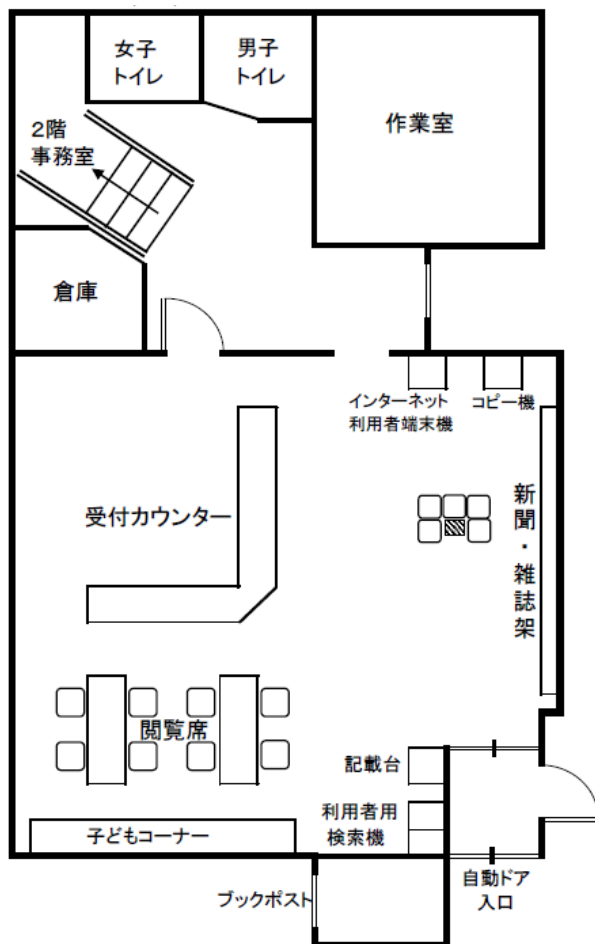 女子
トイレ
男子
トイレ
作業室
２階
事務室
倉庫
インターネット
利用者端末機
コピー機
受付カウンター
新聞・雑誌架
閲覧席
記載台
利用者用
検索機
子どもコーナー
ブックポスト
自動ドア
入口